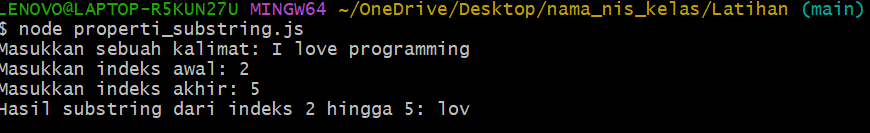 LENOVO@LAPTOP-R5KUN27U MINGW64 ~/OneDrive/Desktop/nama_nis_kelas/Latihan (main)
$ node properti_substring.js
Masukkan sebuah kalimat: I love programming
Masukkan indeks awal: 2
Masukkan indeks akhir: 5
Hasil substring dari indeks 2 hingga 5: lov